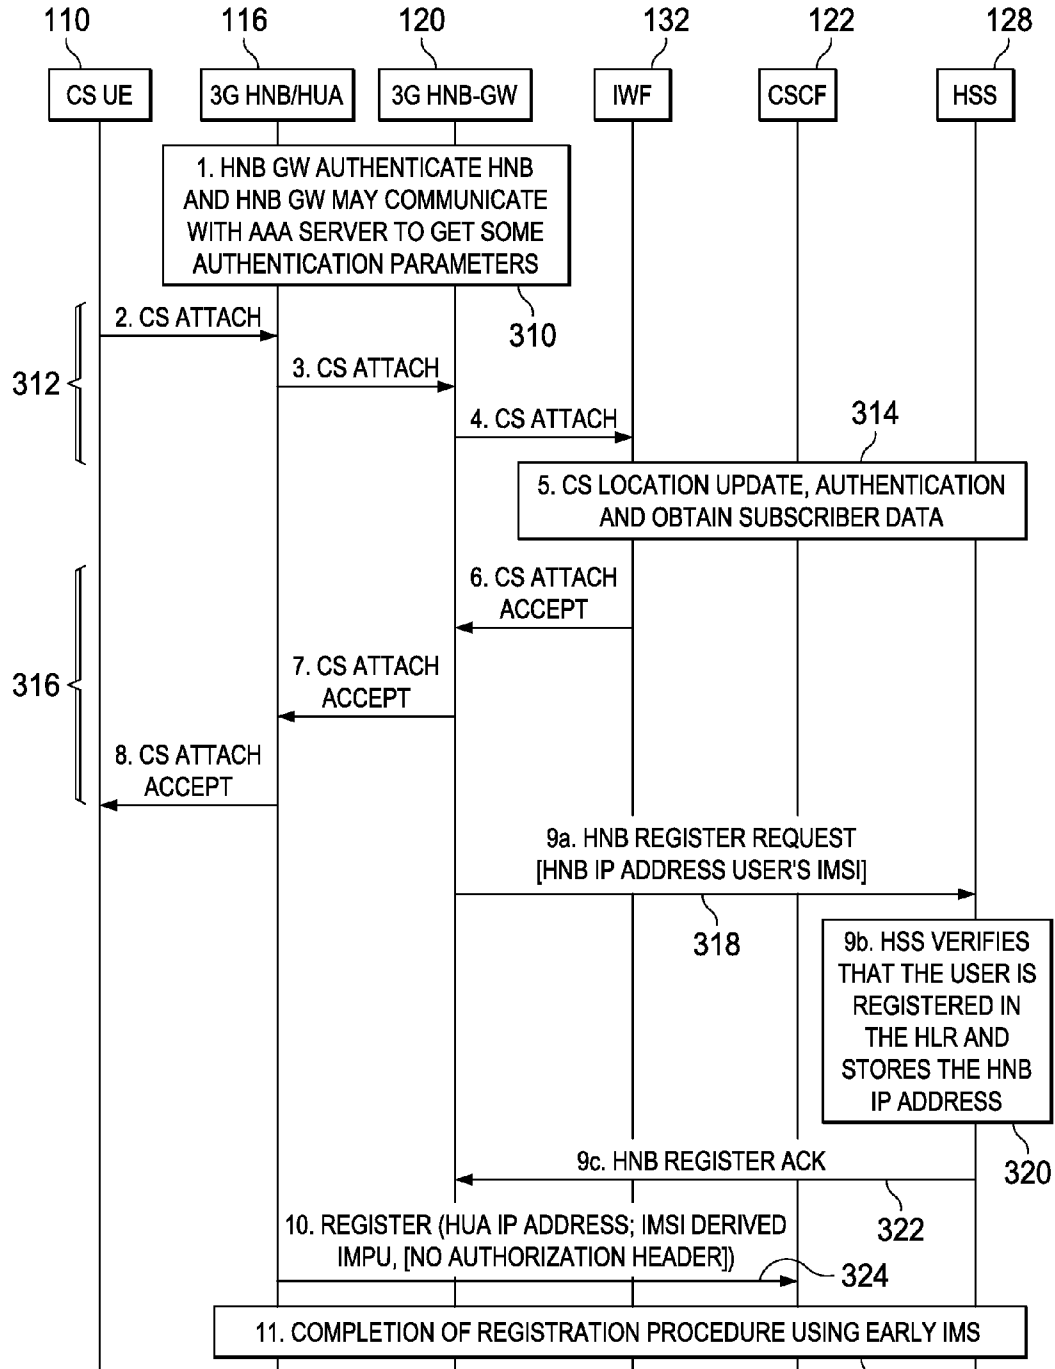 110
116
120
132
122
128
CS UE
3G HNB/HUA
3G HNB-GW
IWF
CSCF
HSS
1. HNB GW AUTHENTICATE HNB
AND HNB GW MAY COMMUNICATE
WITH AAA SERVER TO GET SOME
AUTHENTICATION PARAMETERS
310
2. CS ATTACH
312
3. CS ATTACH
4. CS ATTACH
314
5. CS LOCATION UPDATE, AUTHENTICATION
AND OBTAIN SUBSCRIBER DATA
6. CS ATTACH
ACCEPT
316
7. CS ATTACH
ACCEPT
8. CS ATTACH
ACCEPT
9a. HNB REGISTER REQUEST
[HNB IP ADDRESS USER'S IMSI]
318
9b. HSS VERIFIES
THAT THE USER IS
REGISTERED IN
THE HLR AND
STORES THE HNB
IP ADDRESS
320
9c. HNB REGISTER ACK
322
10. REGISTER (HUA IP ADDRESS; IMSI DERIVED
IMPU, [NO AUTHORIZATION HEADER])
324
11. COMPLETION OF REGISTRATION PROCEDURE USING EARLY IMS